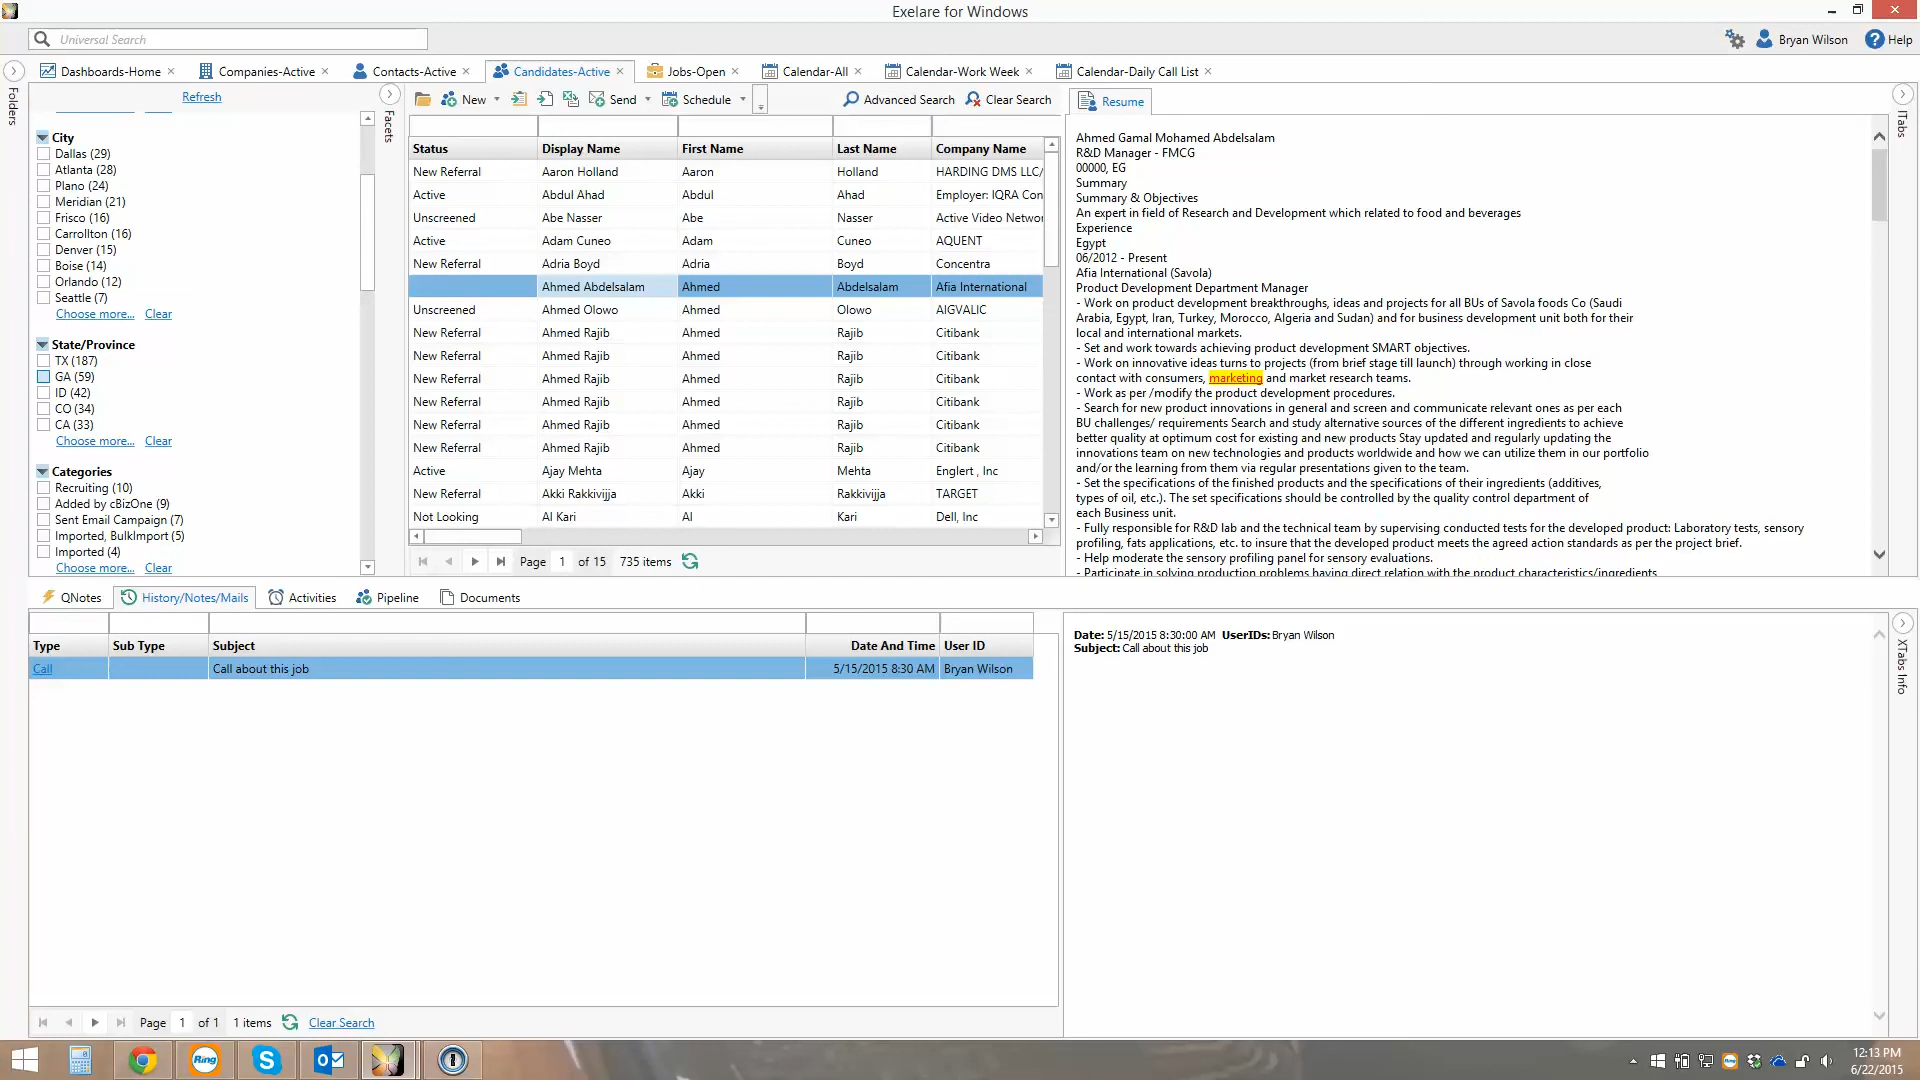 Exelare for Windows
Universal Search
Bryan Wilson
Help
Dashboards-Home
Companies-Active
Contacts-Active
Candidates-Active
Jobs-Open
Calendar-All
Calendar-Work Week
Calendar-Daily Call List
Folders
Refresh
City
Dallas (29)
Atlanta (28)
Plano (24)
Meridian (21)
Frisco (16)
Carrollton (16)
Denver (15)
Boise (14)
Orlando (12)
Seattle (7)
Choose more... Clear
State/Province
TX (187)
GA (59)
ID (42)
CO (34)
CA (33)
Choose more... Clear
Categories
Recruiting (10)
Added by cBizOne (9)
Sent Email Campaign (7)
Imported, BulkImport (5)
Imported (4)
Choose more... Clear
Facets
New
Send
Schedule
Advanced Search
Clear Search
Status Display Name First Name Last Name Company Name
New Referral Aaron Holland Aaron Holland HARDING DMS LLC/
Active Abdul Ahad Abdul Ahad Employer: IQRA Con
Unscreened Abe Nasser Abe Nasser Active Video Netwo
Active Adam Cuneo Adam Cuneo AQUENT
New Referral Adria Boyd Adria Boyd Concentra
Ahmed Abdelsalam Ahmed Abdelsalam Afia International
Unscreened Ahmed Olowo Ahmed Olowo AIGVALIC
New Referral Ahmed Rajib Ahmed Rajib Citibank
New Referral Ahmed Rajib Ahmed Rajib Citibank
New Referral Ahmed Rajib Ahmed Rajib Citibank
New Referral Ahmed Rajib Ahmed Rajib Citibank
New Referral Ahmed Rajib Ahmed Rajib Citibank
New Referral Ahmed Rajib Ahmed Rajib Citibank
Active Ajay Mehta Ajay Mehta Englert , Inc
New Referral Akki Rakkivijja Akki Rakkivijja TARGET
Not Looking Al Kari Al Kari Dell, Inc
Page 1 of 15 735 items
Resume
ITabs
Ahmed Gamal Mohamed Abdelsalam
R&D Manager - FMCG
00000, EG
Summary
Summary & Objectives
An expert in field of Research and Development which related to food and beverages
Experience
Egypt
06/2012 - Present
Afia International (Savola)
Product Development Department Manager
- Work on product development breakthroughs, ideas and projects for all BUs of Savola foods Co (Saudi
Arabia, Egypt, Iran, Turkey, Morocco, Algeria and Sudan) and for business development unit both for their
local and international markets.
- Set and work towards achieving product development SMART objectives.
- Work on innovative ideas turns to projects (from brief stage till launch) through working in close
contact with consumers, marketing and market research teams.
- Work as per /modify the product development procedures.
- Search for new product innovations in general and screen and communicate relevant ones as per each
BU challenges/ requirements Search and study alternative sources of the different ingredients to achieve
better quality at optimum cost for existing and new products Stay updated and regularly updating the
innovations team on new technologies and products worldwide and how we can utilize them in our portfolio
and/or the learning from them via regular presentations given to the team.
- Set the specifications of the finished products and the specifications of their ingredients (additives,
types of oil, etc.). The set specifications should be controlled by the quality control department of
each Business unit.
- Fully responsible for R&D lab and the technical team by supervising conducted tests for the developed product: Laboratory tests, sensory
profiling, fats applications, etc. to insure that the developed product meets the agreed action standards as per the project brief.
- Help moderate the sensory profiling panel for sensory evaluations.
- Participate in solving production problems having direct relation with the product characteristics/ingredients
QNotes
History/Notes/Mails
Activities
Pipeline
Documents
Type Sub Type Subject Date And Time User ID
Call Call about this job 5/15/2015 8:30 AM Bryan Wilson
Page 1 of 1 1 items Clear Search
Date: 5/15/2015 8:30:00 AM UserIDs: Bryan Wilson
Subject: Call about this job
XTabs Info
Ring
12:13 PM
6/22/2015